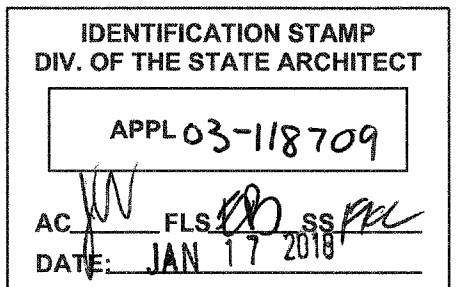 IDENTIFICATION STAMP
DIV. OF THE STATE ARCHITECT
APPL 03-118709
AC FLS SS
DATE: JAN 17 2018